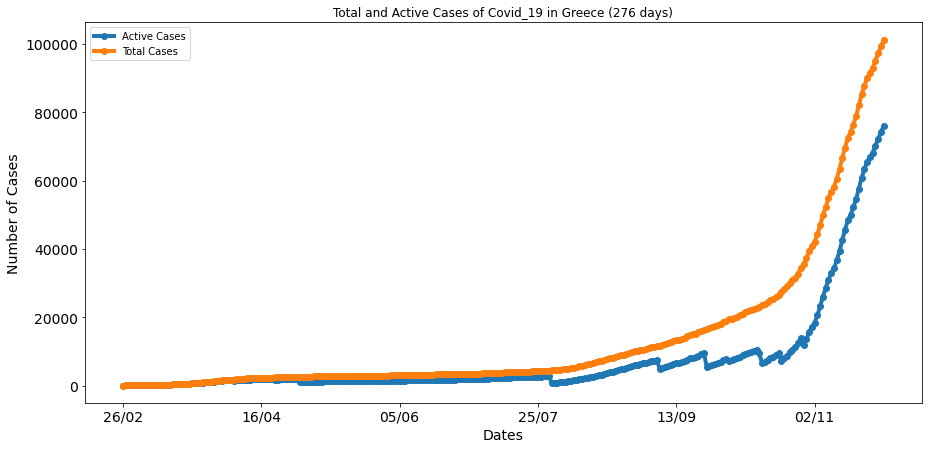 Total and Active Cases of Covid_19 in Greece (276 days)
Active Cases
Total Cases
100000
80000
60000
40000
20000
0
Number of Cases
26/02 16/04 05/06 25/07 13/09 02/11
Dates